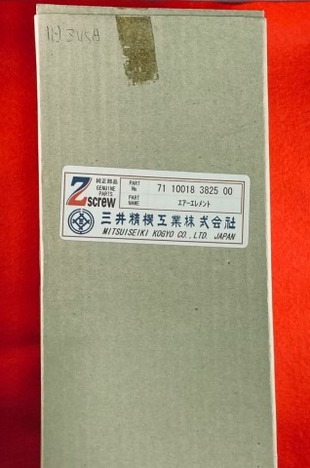 Z screw
純正部品
GENUINE
PARTS
PART
No.
71 10018 3825 00
PART
NAME
エアーエレメント
三井精機工業株式会社
MITSUISEIKI KOGYO CO., LTD. JAPAN